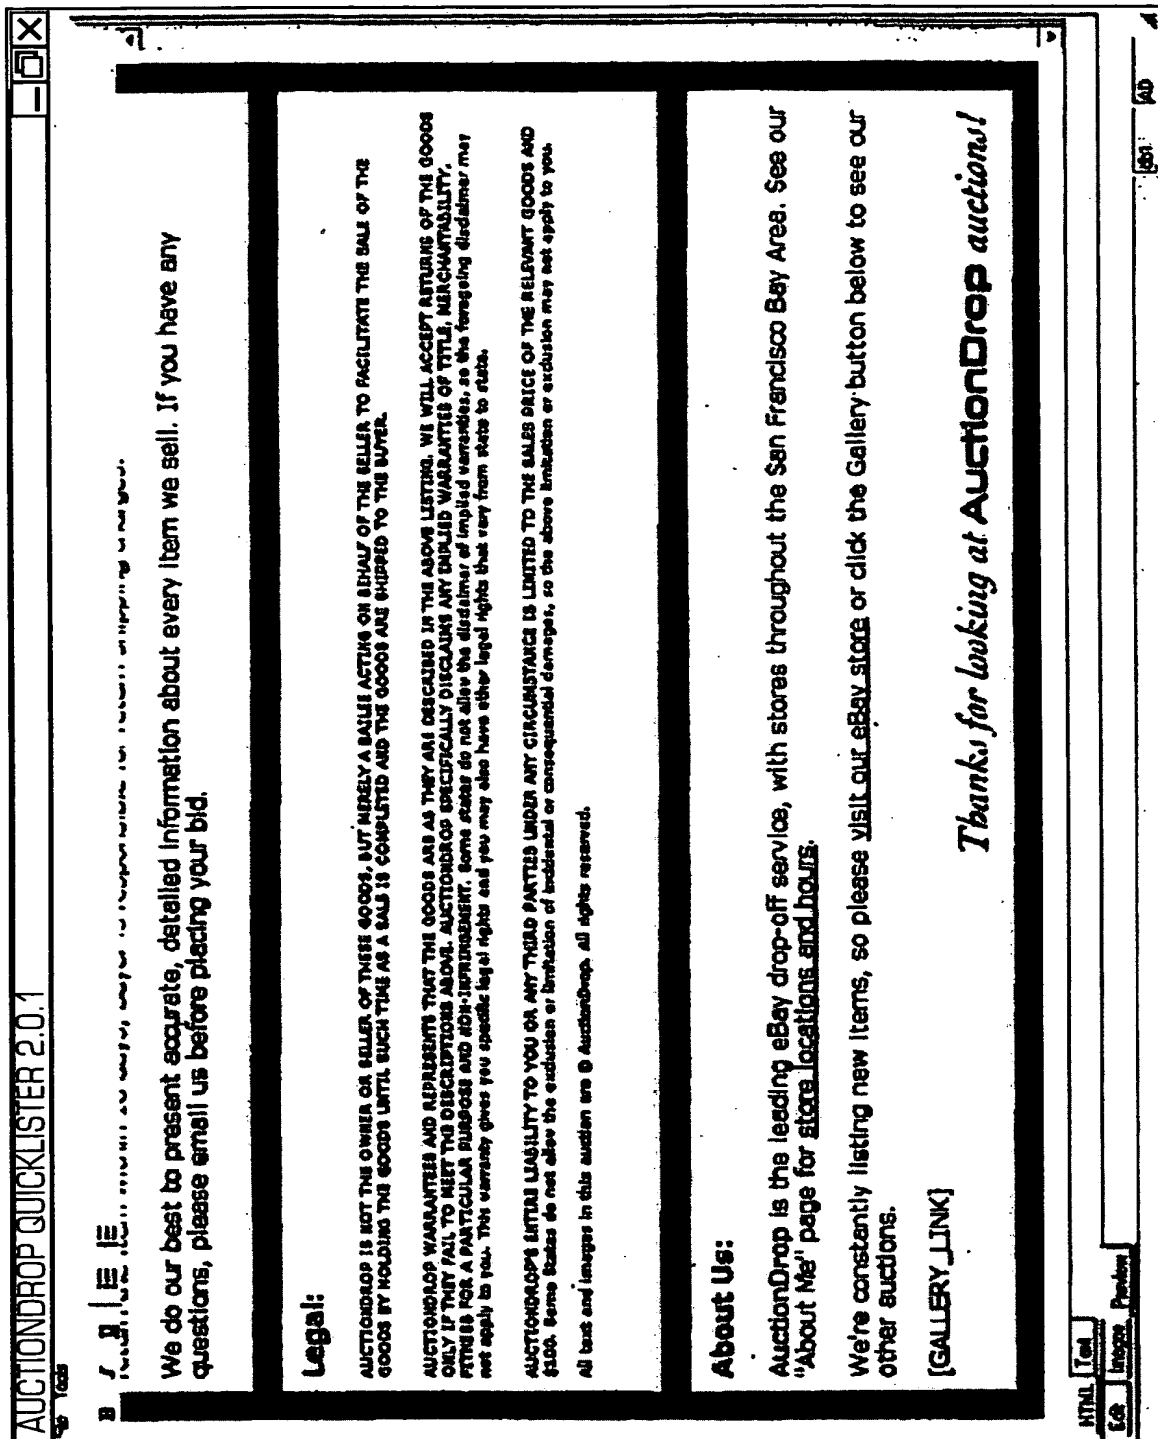 AUCTIONDROP QUICKLISTER 2.0.1
Tools
B I U
We do our best to present accurate, detailed information about every item we sell. If you have any
questions, please email us before placing your bid.
Legal:
AUCTIONDROP IS NOT THE OWNER OR SELLER OF THESE GOODS, BUT MERELY A BAILEE ACTING ON BEHALF OF THE SELLER TO FACILITATE THE SALE OF THE
GOODS BY HOLDING THE GOODS UNTIL SUCH TIME AS A SALE IS COMPLETED AND THE GOODS ARE SHIPPED TO THE BUYER.
AUCTIONDROP WARRANTEES AND REPRESENTS THAT THE GOODS ARE AS THEY ARE DESCRIBED IN THE ABOVE LISTING. WE WILL ACCEPT RETURNS OF THE GOODS
ONLY IF THEY FAIL TO MEET THE DESCRIPTIONS ABOVE. AUCTIONDROP SPECIFICALLY DISCLAIMS ANY IMPLIED WARRANTIES OF TITLE, MERCHANTABILITY,
FITNESS FOR A PARTICULAR PURPOSE AND NON-INFRINGEMENT. Some states do not allow the disclaimer of implied warranties, so the foregoing disclaimer may
not apply to you. This warranty gives you specific legal rights and you may also have other legal rights that vary from state to state.
AUCTIONDROP'S ENTIRE LIABILITY TO YOU OR ANY THIRD PARTIES UNDER ANY CIRCUMSTANCE IS LIMITED TO THE SALES PRICE OF THE RELEVANT GOODS AND
$100. Some States do not allow the exclusion or limitation of incidental or consequential damages, so the above limitation or exclusion may not apply to you.
All text and images in this auction are © AuctionDrop. All rights reserved.
About Us:
AuctionDrop is the leading eBay drop-off service, with stores throughout the San Francisco Bay Area. See our
"About Me" page for store locations and hours.
We're constantly listing new items, so please visit our eBay store or click the Gallery button below to see our
other auctions.
[GALLERY_LINK]
Thanks for looking at AuctionDrop auctions!
HTML Text
Edit Images Preview
db1 AD